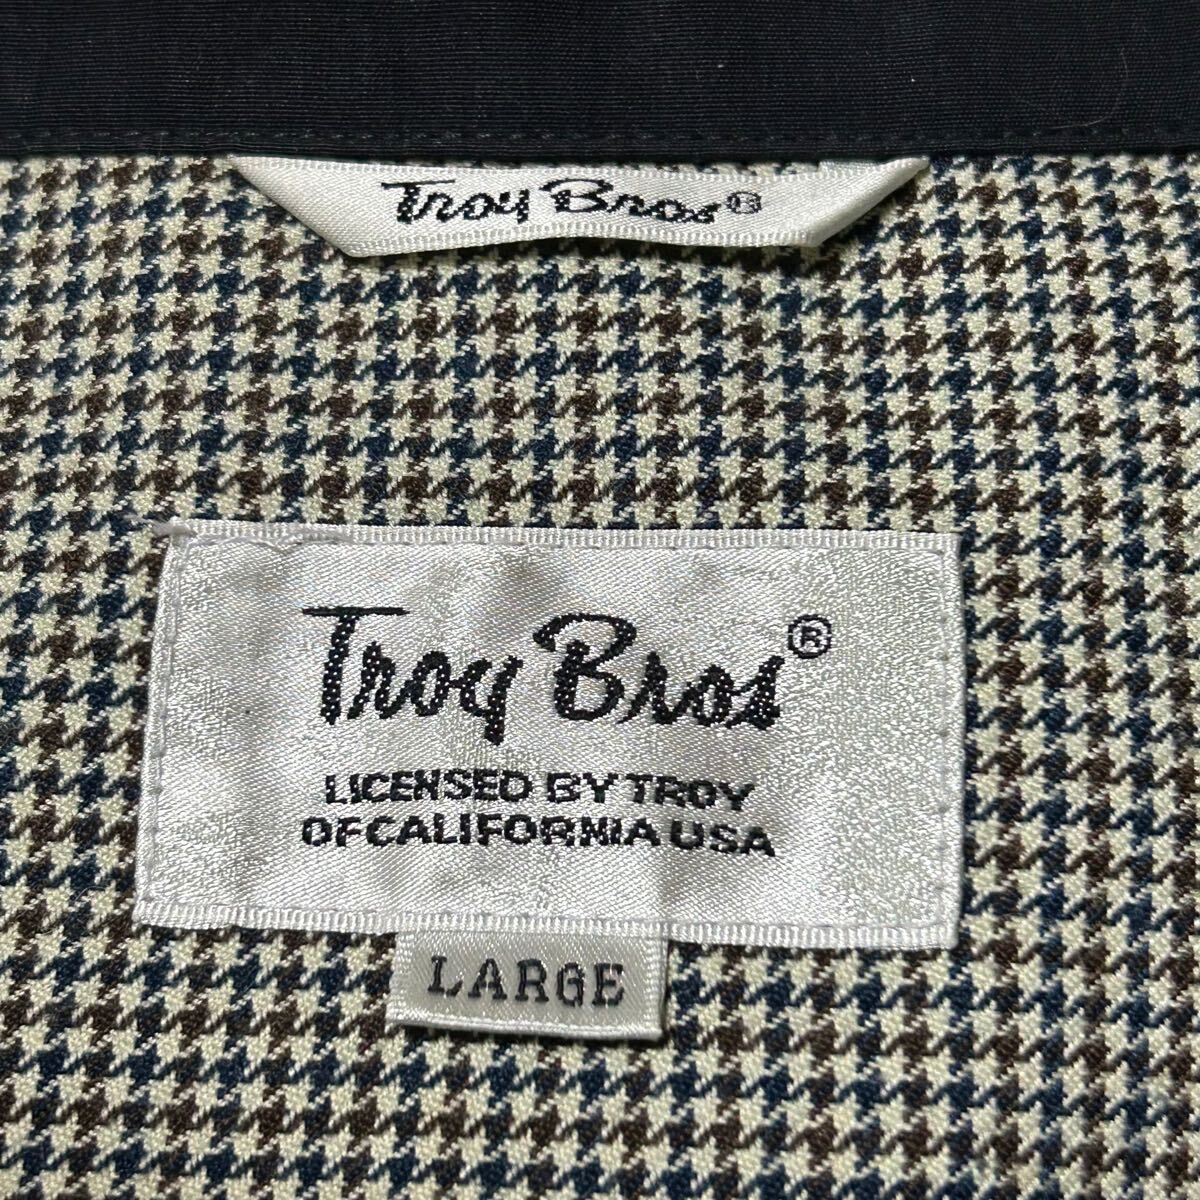 Troy Bros®
Troy Bros®
LICENSED BY TROY
OF CALIFORNIA USA
LARGE